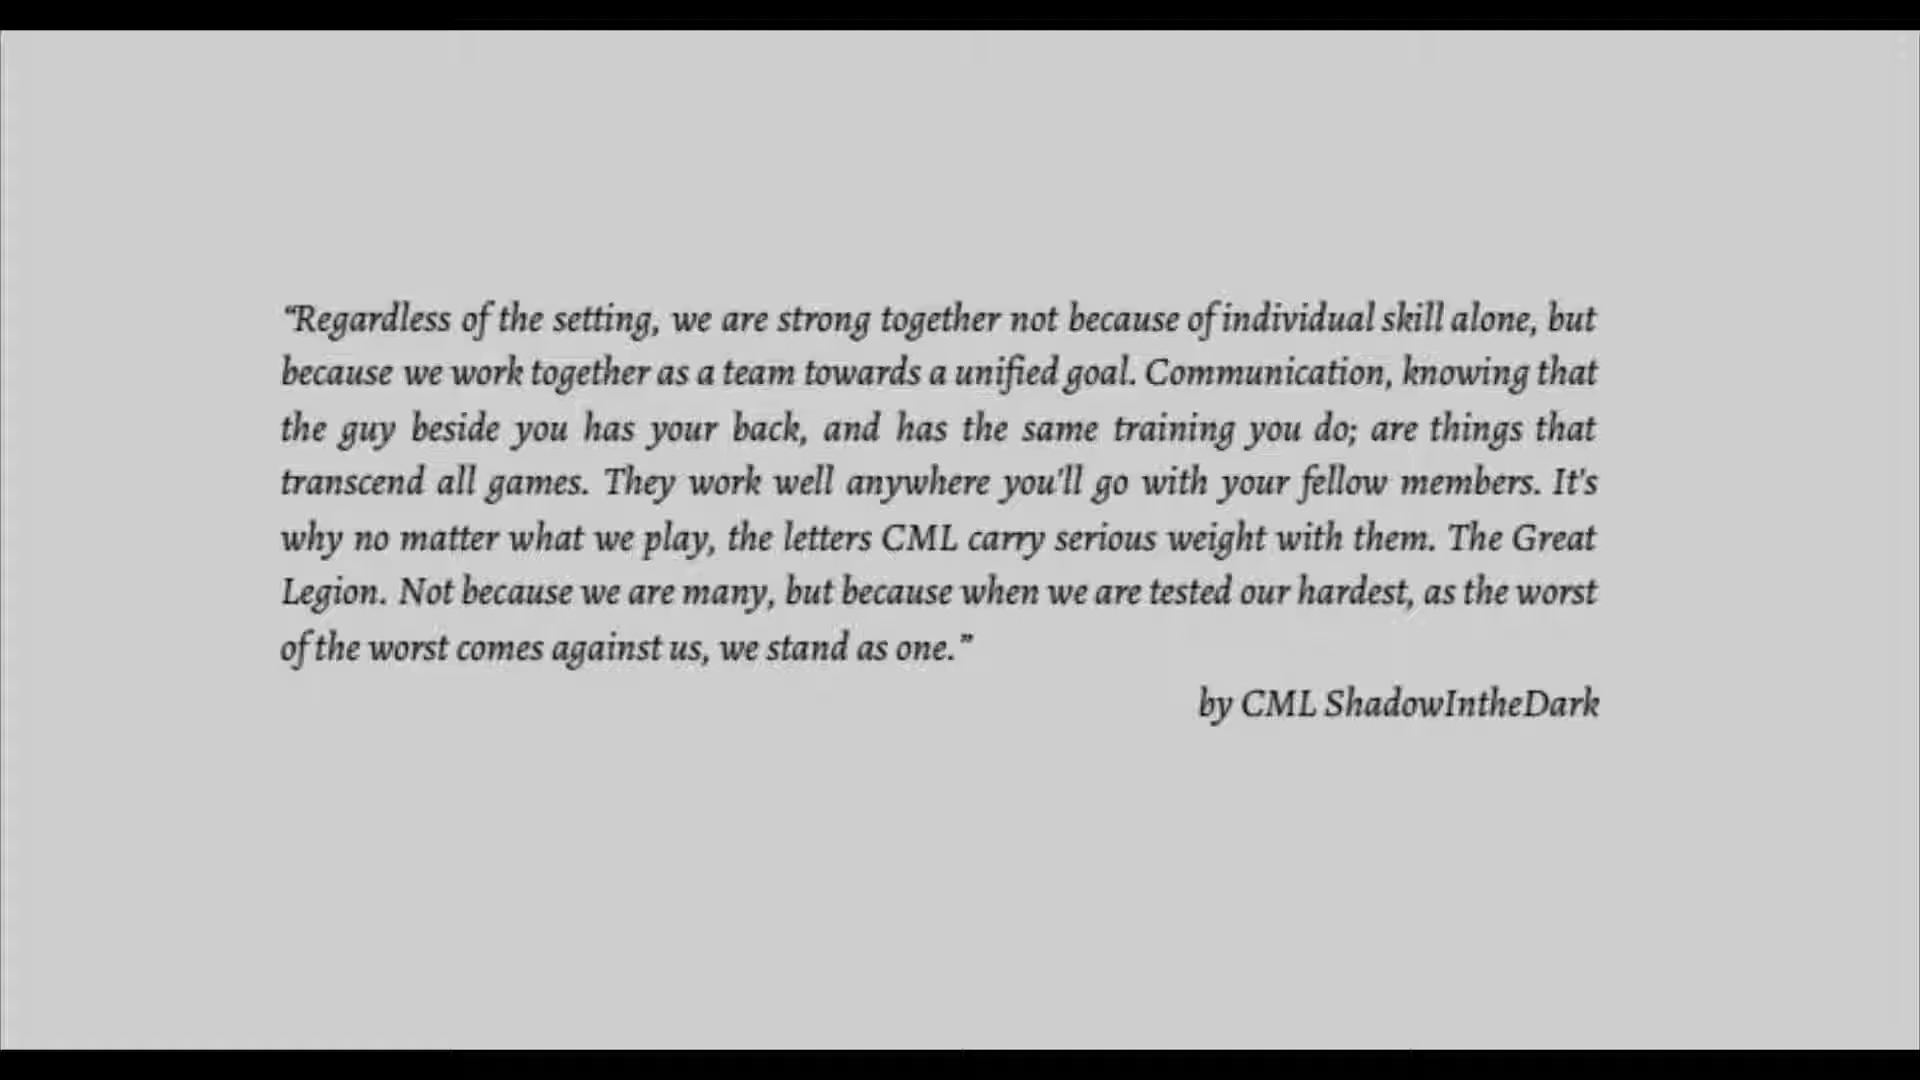 “Regardless of the setting, we are strong together not because of individual skill alone, but
because we work together as a team towards a unified goal. Communication, knowing that
the guy beside you has your back, and has the same training you do; are things that
transcend all games. They work well anywhere you'll go with your fellow members. It's
why no matter what we play, the letters CML carry serious weight with them. The Great
Legion. Not because we are many, but because when we are tested our hardest, as the worst
of the worst comes against us, we stand as one.”
by CML ShadowIntheDark